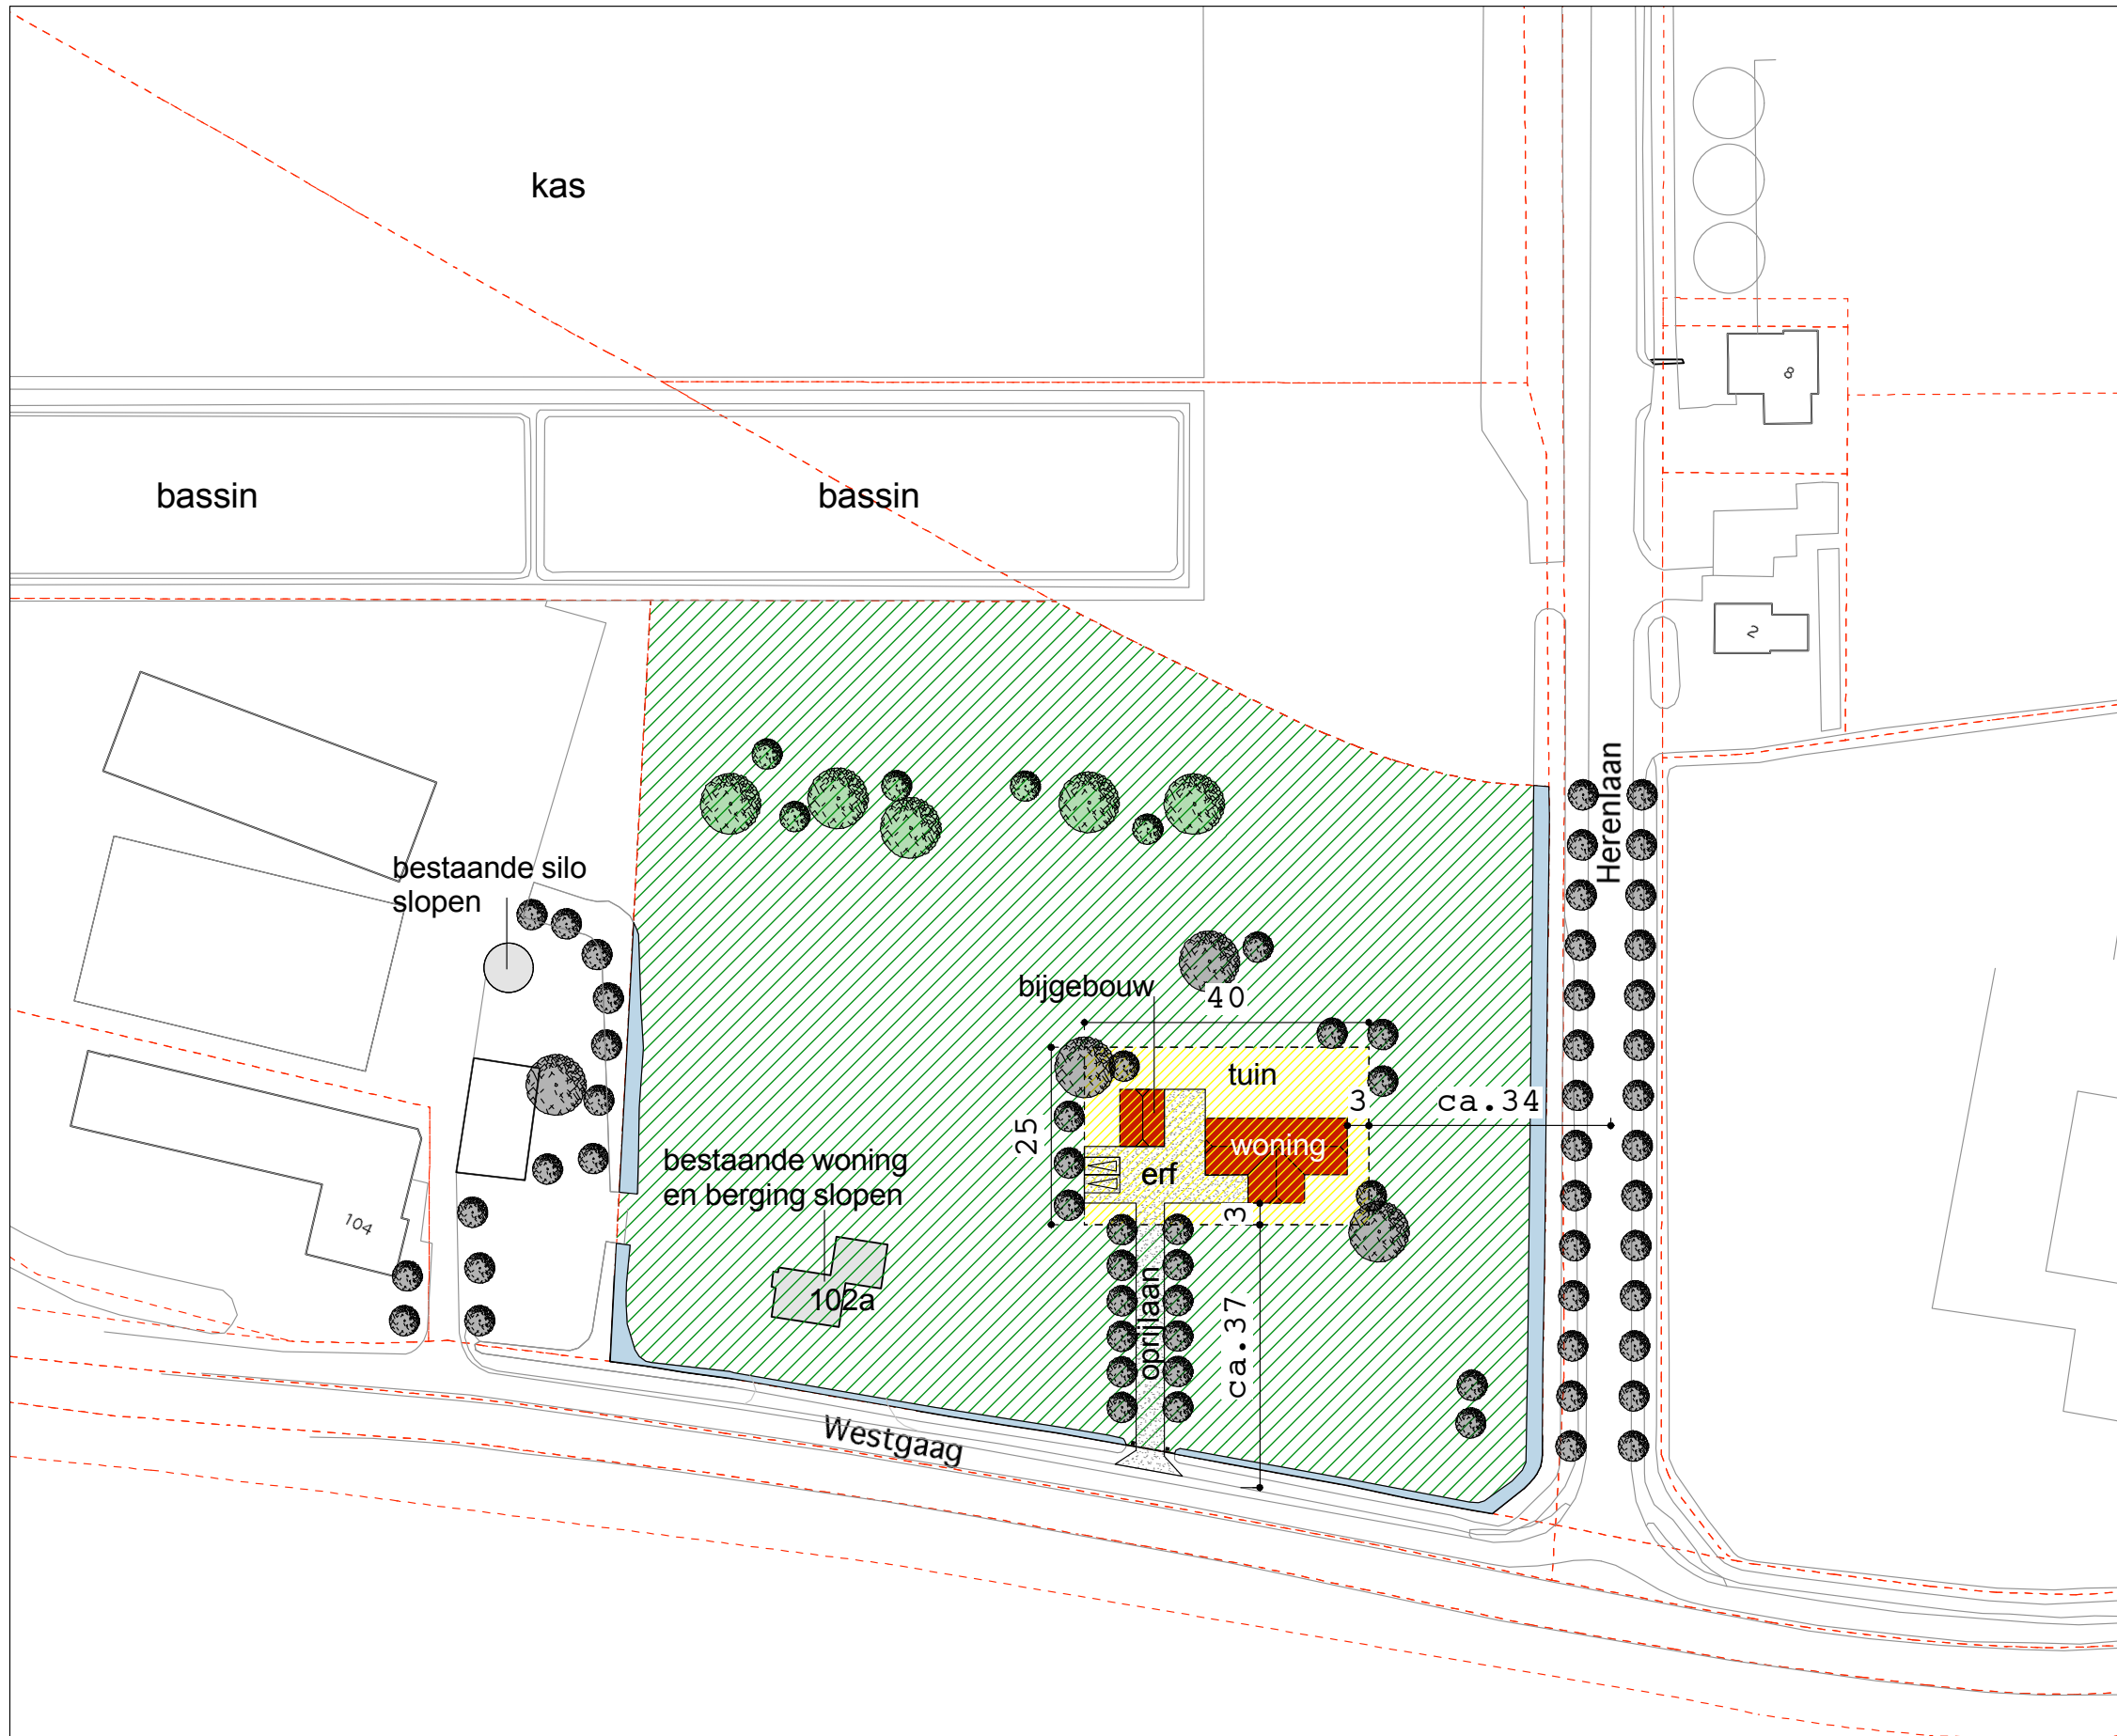 kas
8
bassin
bassin
2
Herenlaan
bestaande silo
slopen
bijgebouw
40
tuin
3
ca.34
25
woning
bestaande woning
en berging slopen
erf
3
104
102a
oprijlaan
ca.37
Westgaag